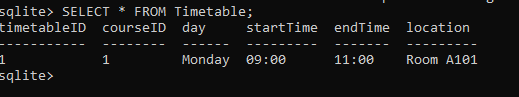 sqlite> SELECT * FROM Timetable;
timetableID  courseID  day     startTime  endTime  location
-----------  --------  ------  ---------  -------  ---------
1            1         Monday  09:00      11:00    Room A101
sqlite>